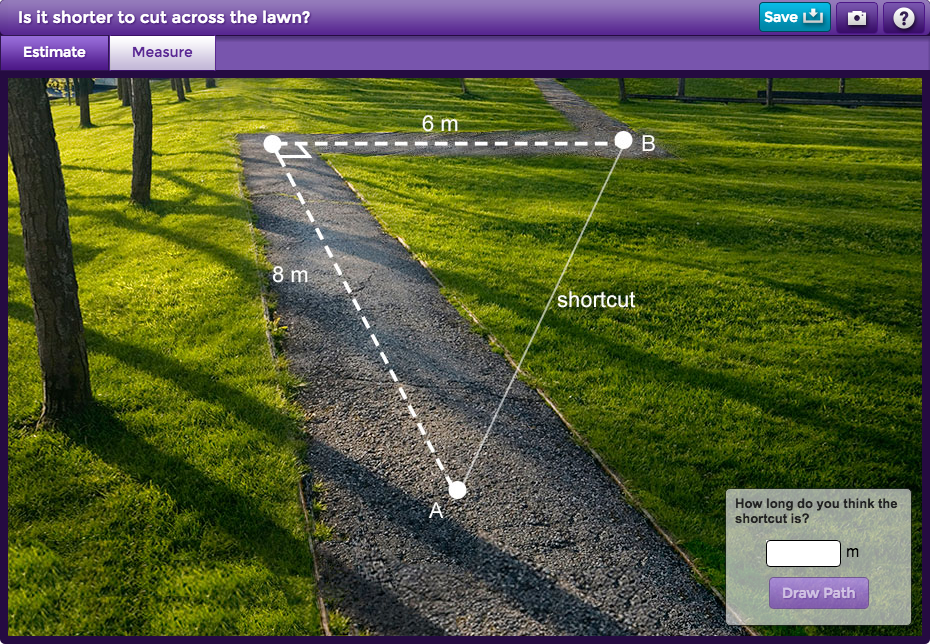 Is it shorter to cut across the lawn?
Save
?
Estimate
Measure
6 m
B
8 m
shortcut
A
How long do you think the
shortcut is?
m
Draw Path